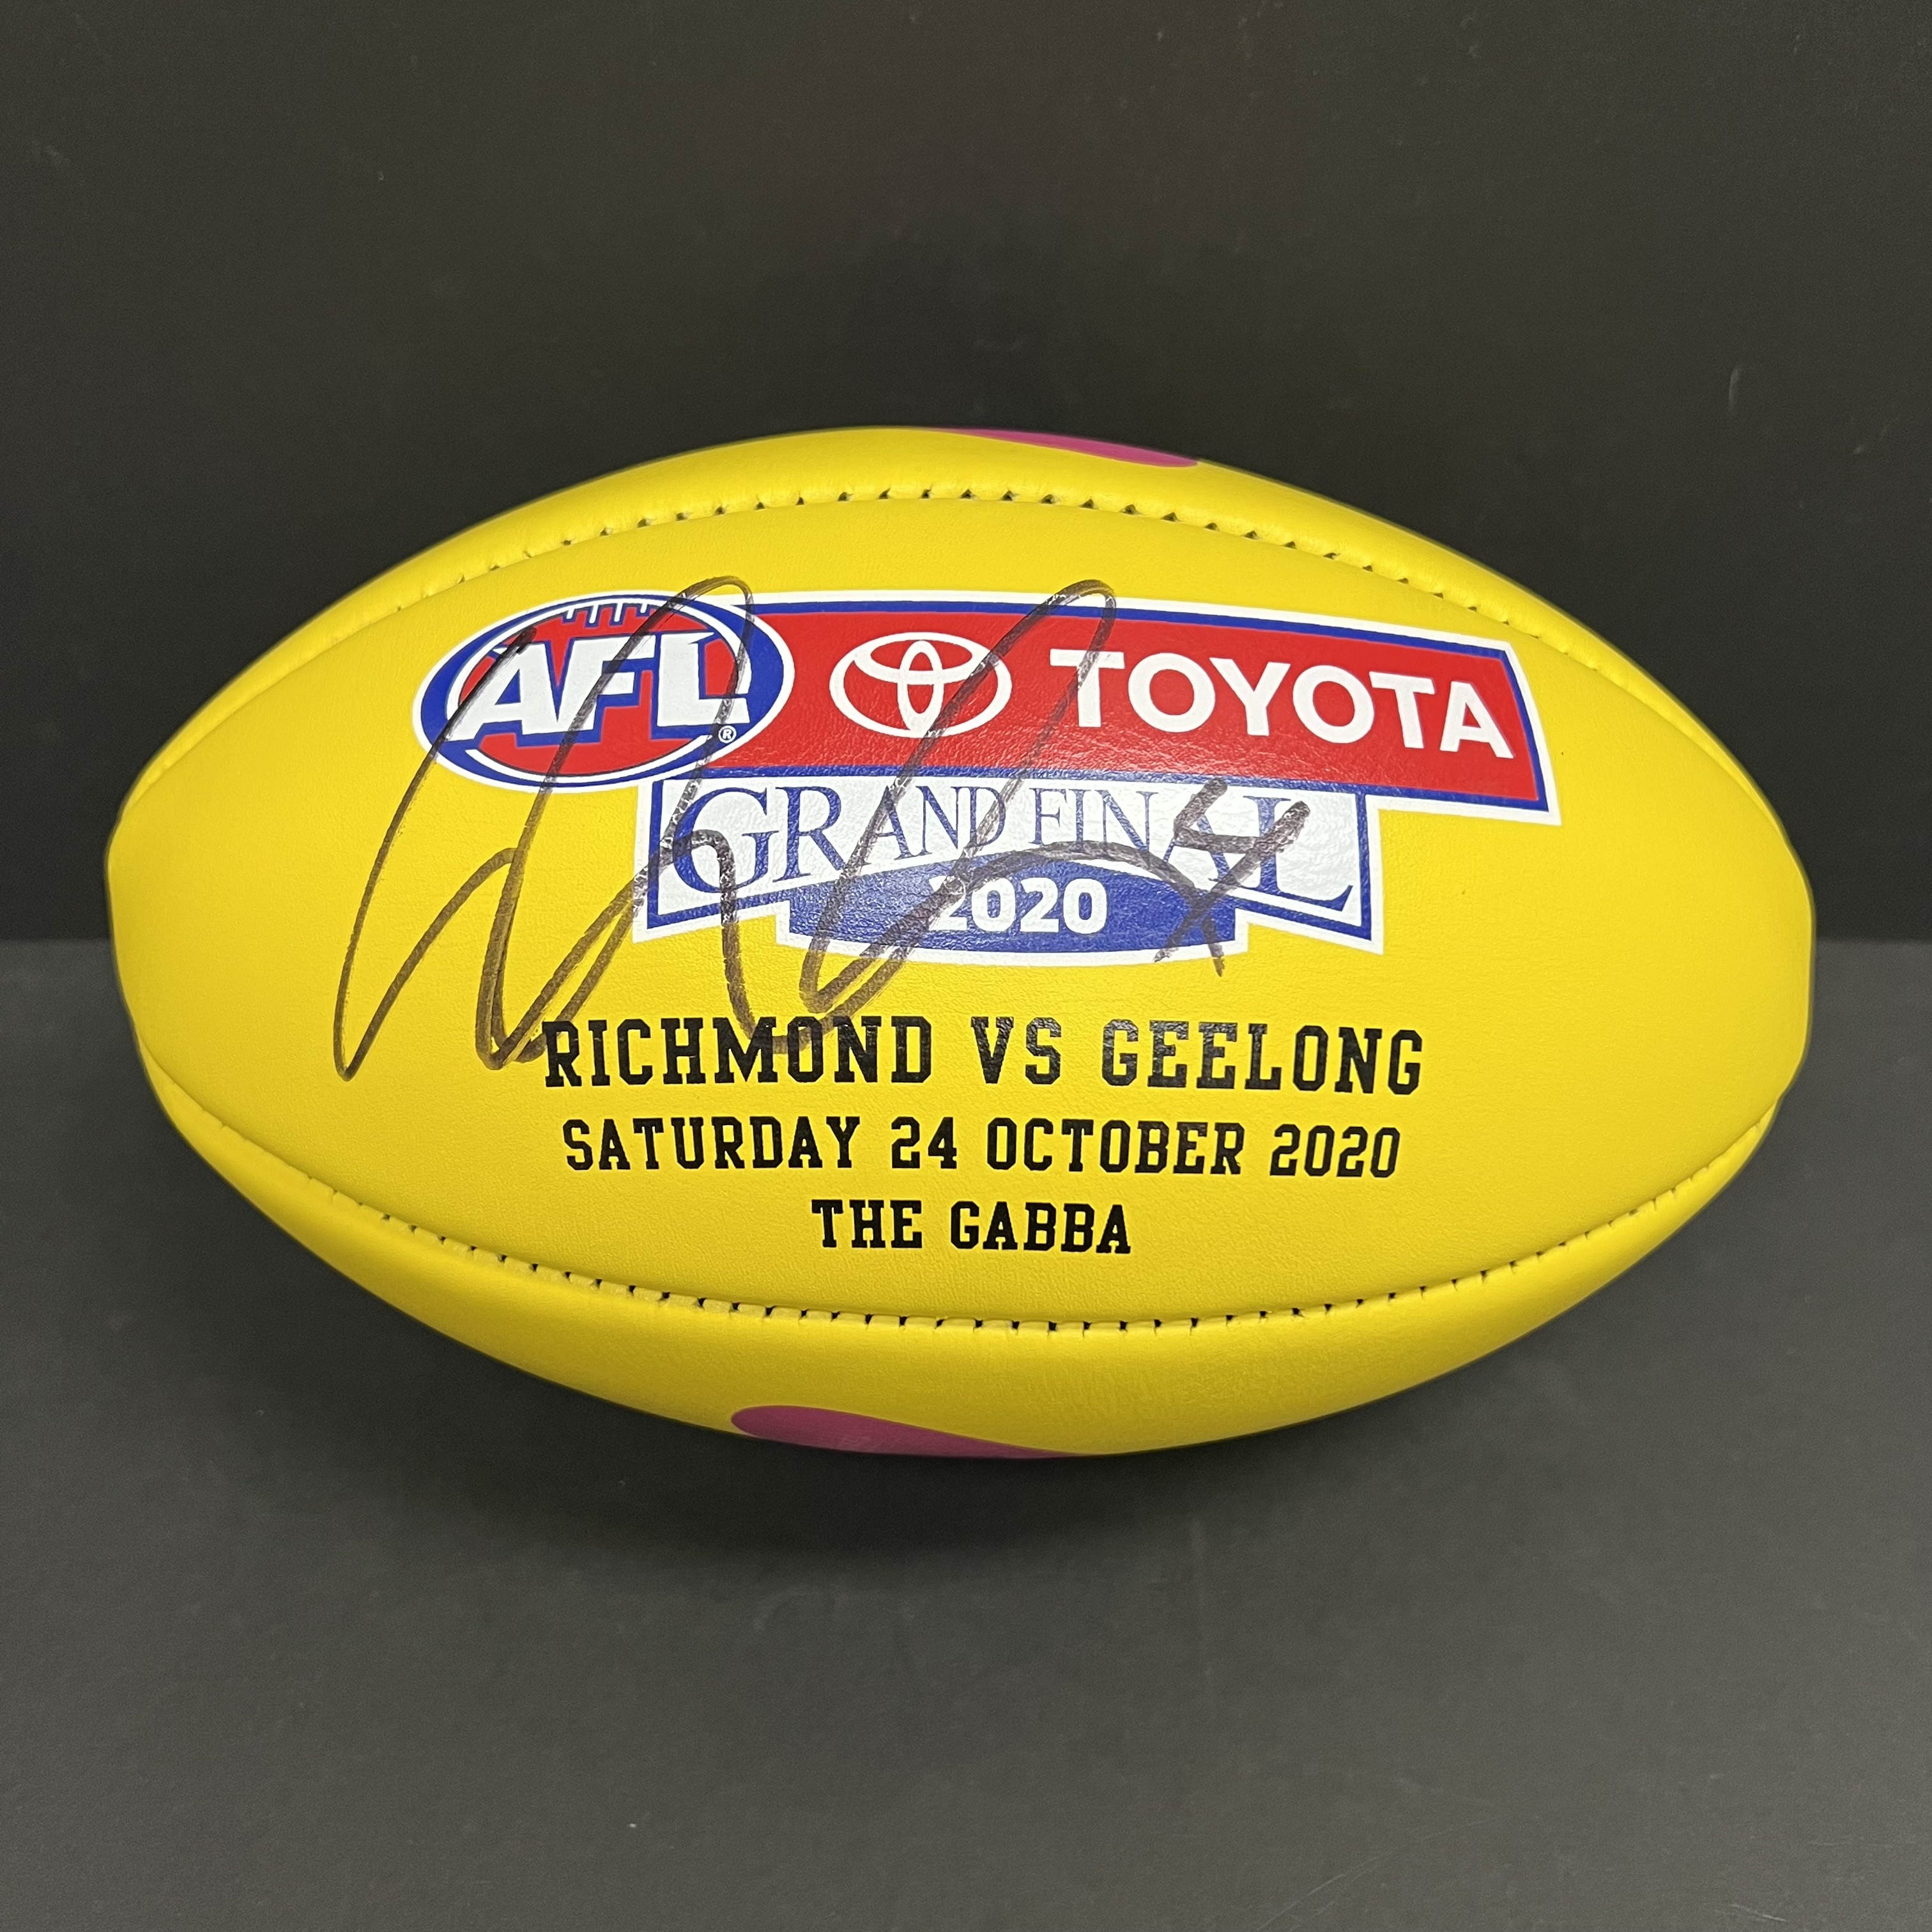 AFL ® TOYOTA
GRAND FINAL
2020
RICHMOND VS GEELONG
SATURDAY 24 OCTOBER 2020
THE GABBA